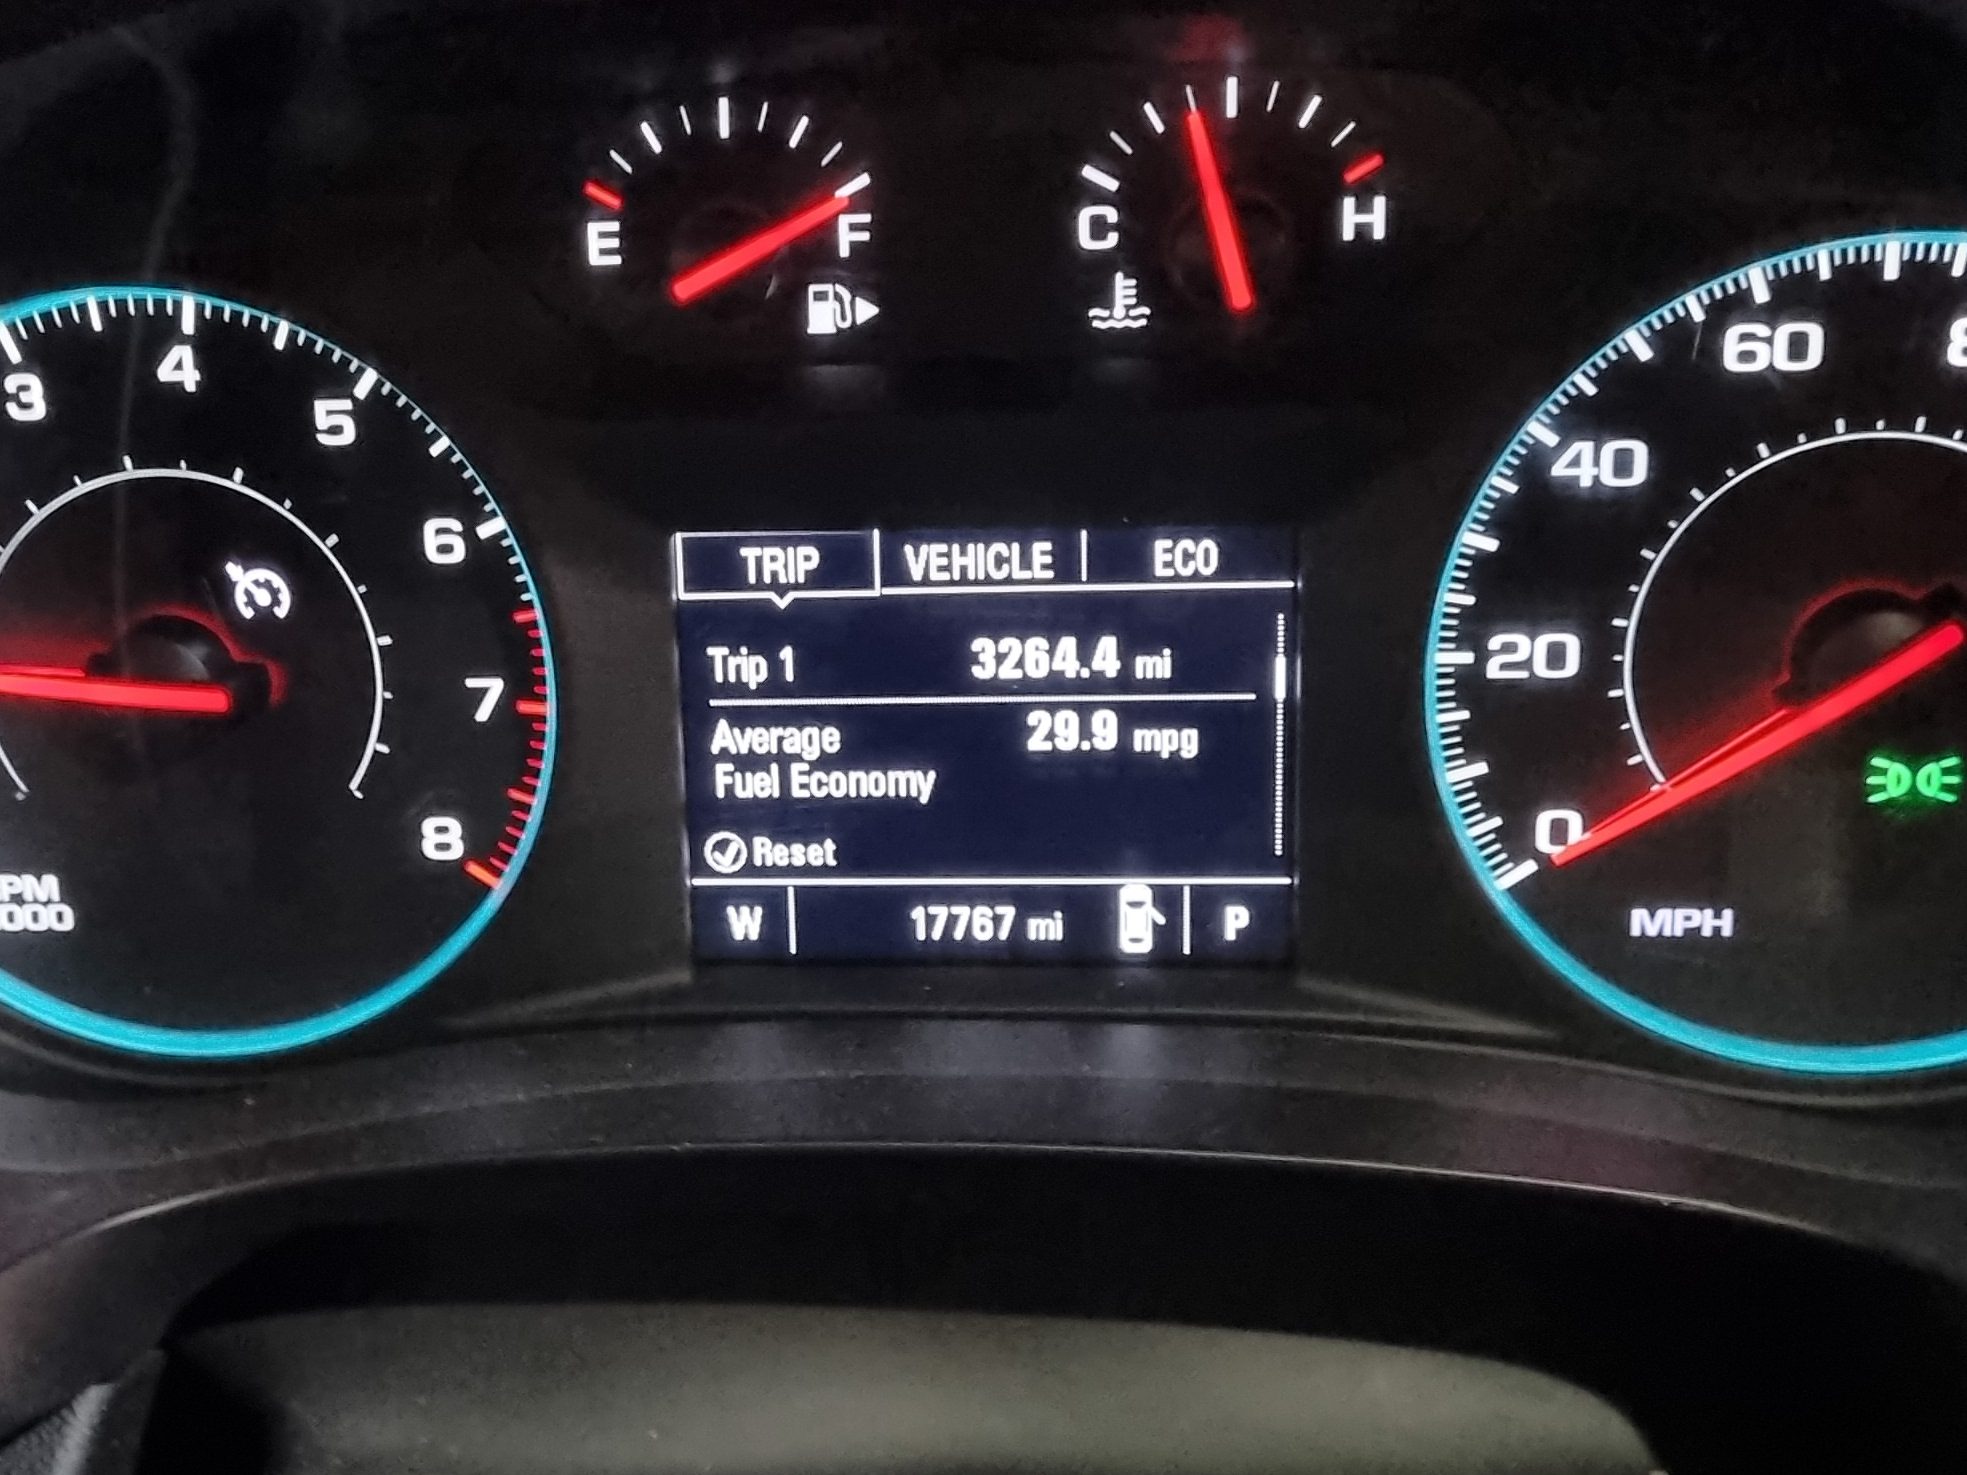 E F
C H
3 4 5 6 7 8
60
40
20
0
MPH
TRIP VEHICLE ECO
Trip 1 3264.4 mi
Average 29.9 mpg
Fuel Economy
Reset
W 17767 mi P